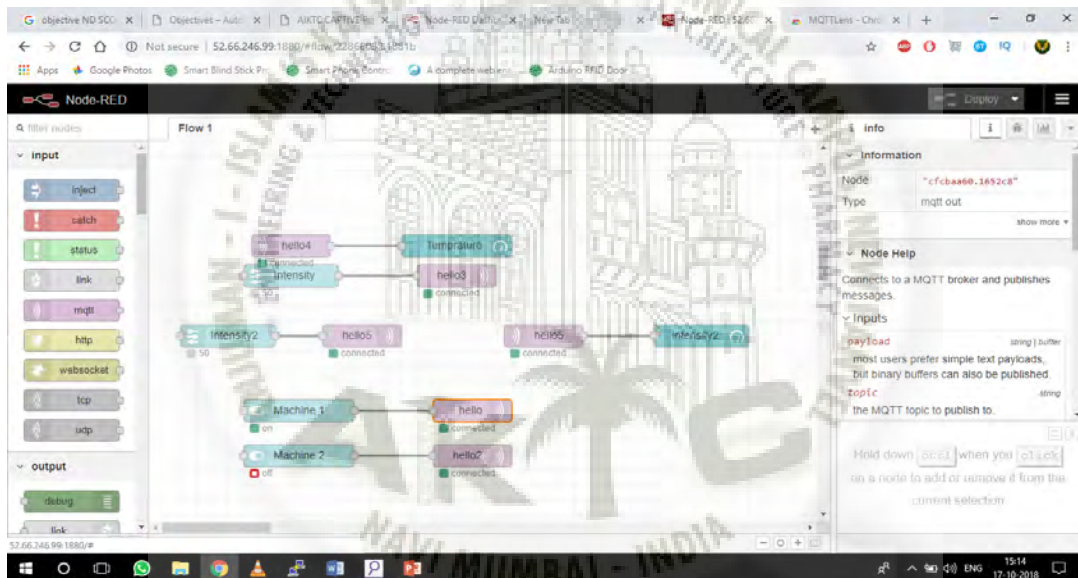 G objective ND SCO
Objectives - Auto
AIKTC CAPTIVE Po
Node-RED Dashbo
New Tab
Node-RED : 52.66
MQTTLens - Chro
Not secure | 52.66.246.99:1880/#flow/
Apps
Google Photos
Smart Blind Stick Pr
Smart Phone Contro
A complete webserv
Arduino RFID Door
Node-RED
Deploy
filter nodes
Flow 1
info
input
inject
catch
status
link
mqtt
http
websocket
tcp
udp
output
debug
link
hello4
connected
Temprature
Intensity
50
hello3
connected
Intensity2
50
hello5
connected
hello5
connected
Intensity2
Machine 1
on
hello
connected
Machine 2
off
hello2
connected
Information
Node "cfcbaa60.1692c8"
Type mqtt out
show more
Node Help
Connects to a MQTT broker and publishes
messages.
Inputs
payload string | buffer
most users prefer simple text payloads,
but binary buffers can also be published.
topic string
the MQTT topic to publish to.
Hold down ctrl when you click
on a node to add or remove it from the
current selection
52.66.246.99:1880/#
ENG
15:14
17-10-2018
AIKTC
NAVI MUMBAI - INDIA